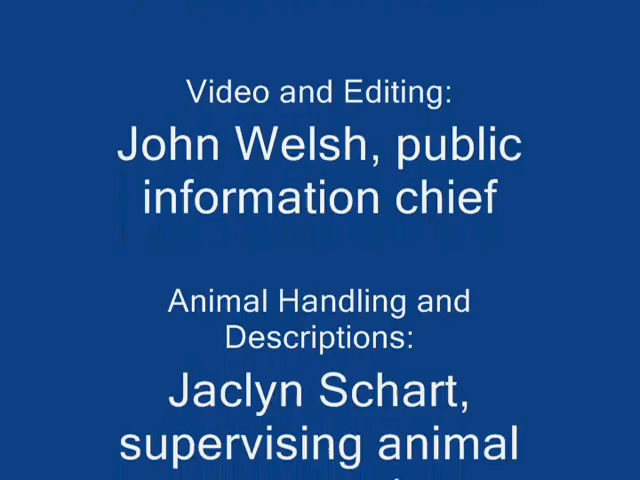 Video and Editing:
John Welsh, public
information chief
Animal Handling and
Descriptions:
Jaclyn Schart,
supervising animal